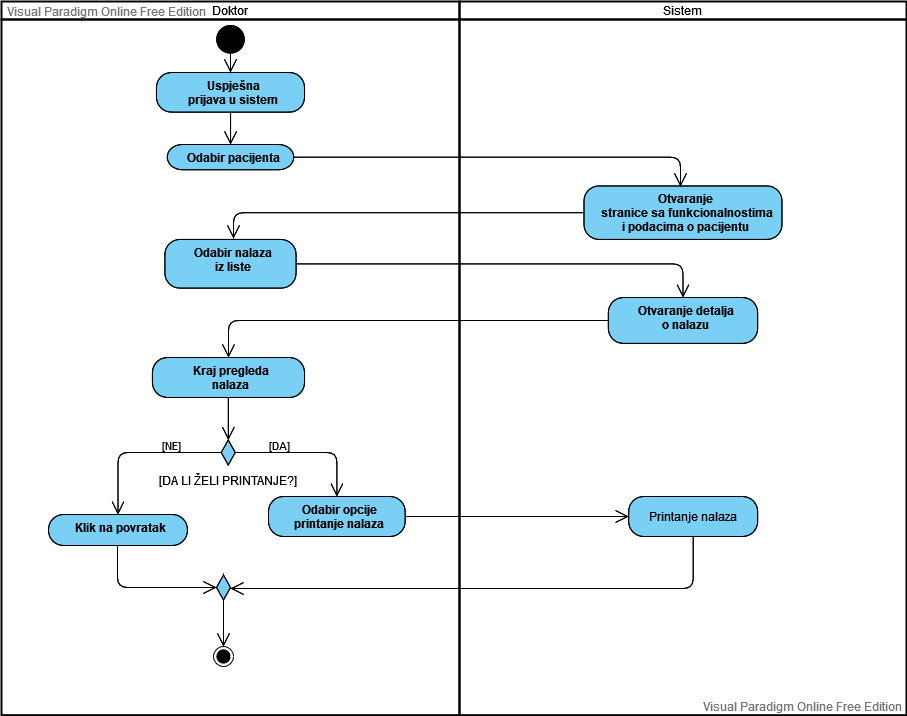 Visual Paradigm Online Free Edition
Doktor
Sistem
Uspješna
prijava u sistem
Odabir pacijenta
Otvaranje
stranice sa funkcionalnostima
i podacima o pacijentu
Odabir nalaza
iz liste
Otvaranje detalja
o nalazu
Kraj pregleda
nalaza
[NE]
[DA]
[DA LI ŽELI PRINTANJE?]
Odabir opcije
printanje nalaza
Printanje nalaza
Klik na povratak
Visual Paradigm Online Free Edition